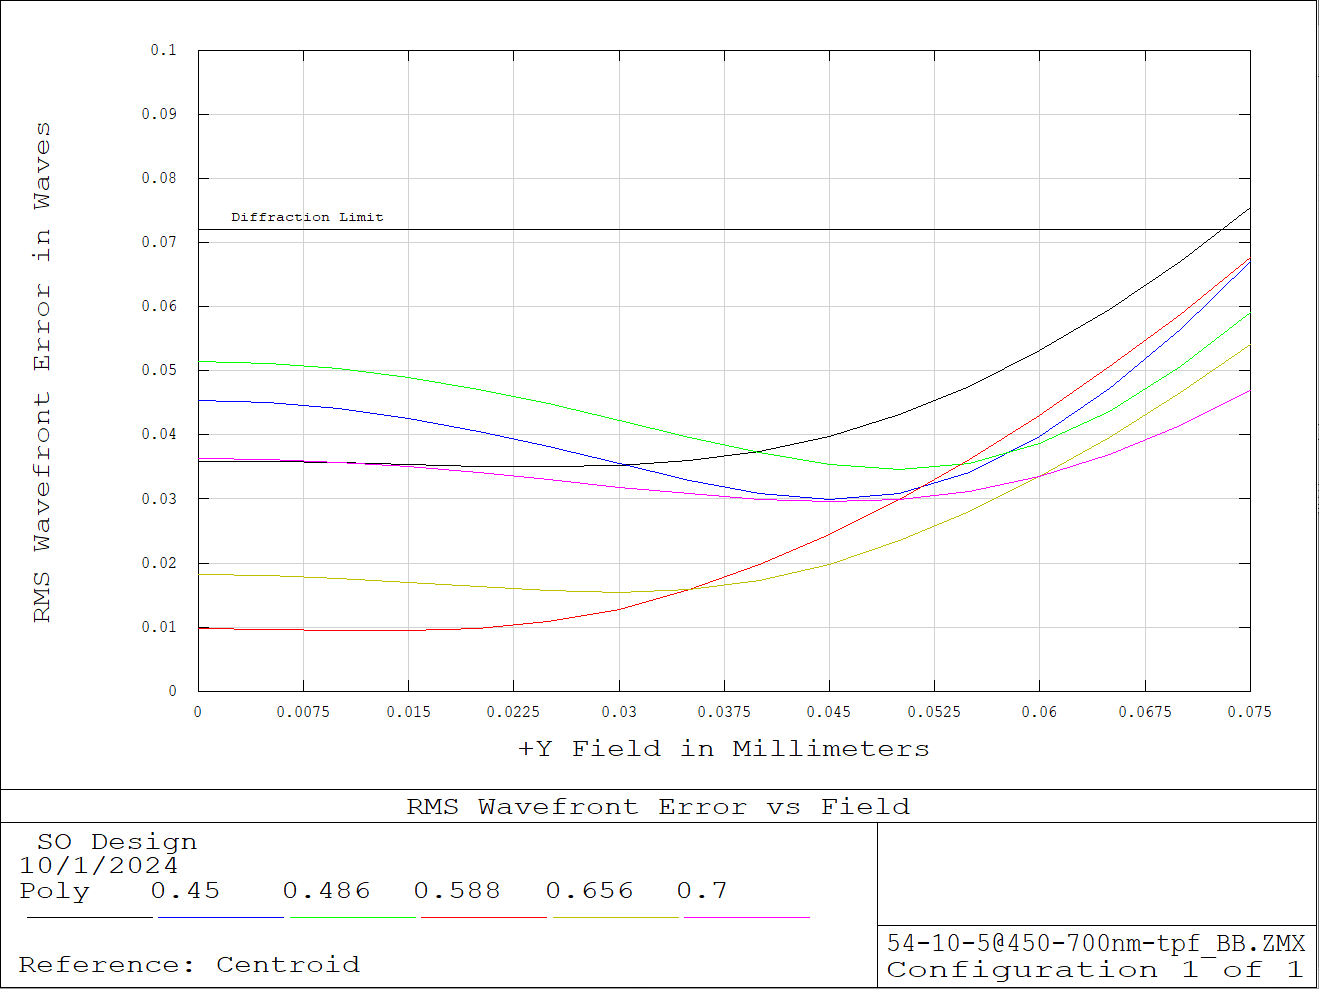 0.1
0.09
0.08
Diffraction Limit
0.07
0.06
0.05
0.04
0.03
0.02
0.01
0
RMS Wavefront Error in Waves
0 0.0075 0.015 0.0225 0.03 0.0375 0.045 0.0525 0.06 0.0675 0.075
+Y Field in Millimeters
RMS Wavefront Error vs Field
SO Design
10/1/2024
Poly 0.45 0.486 0.588 0.656 0.7
Reference: Centroid
54-10-5@450-700nm-tpf_BB.ZMX
Configuration 1 of 1